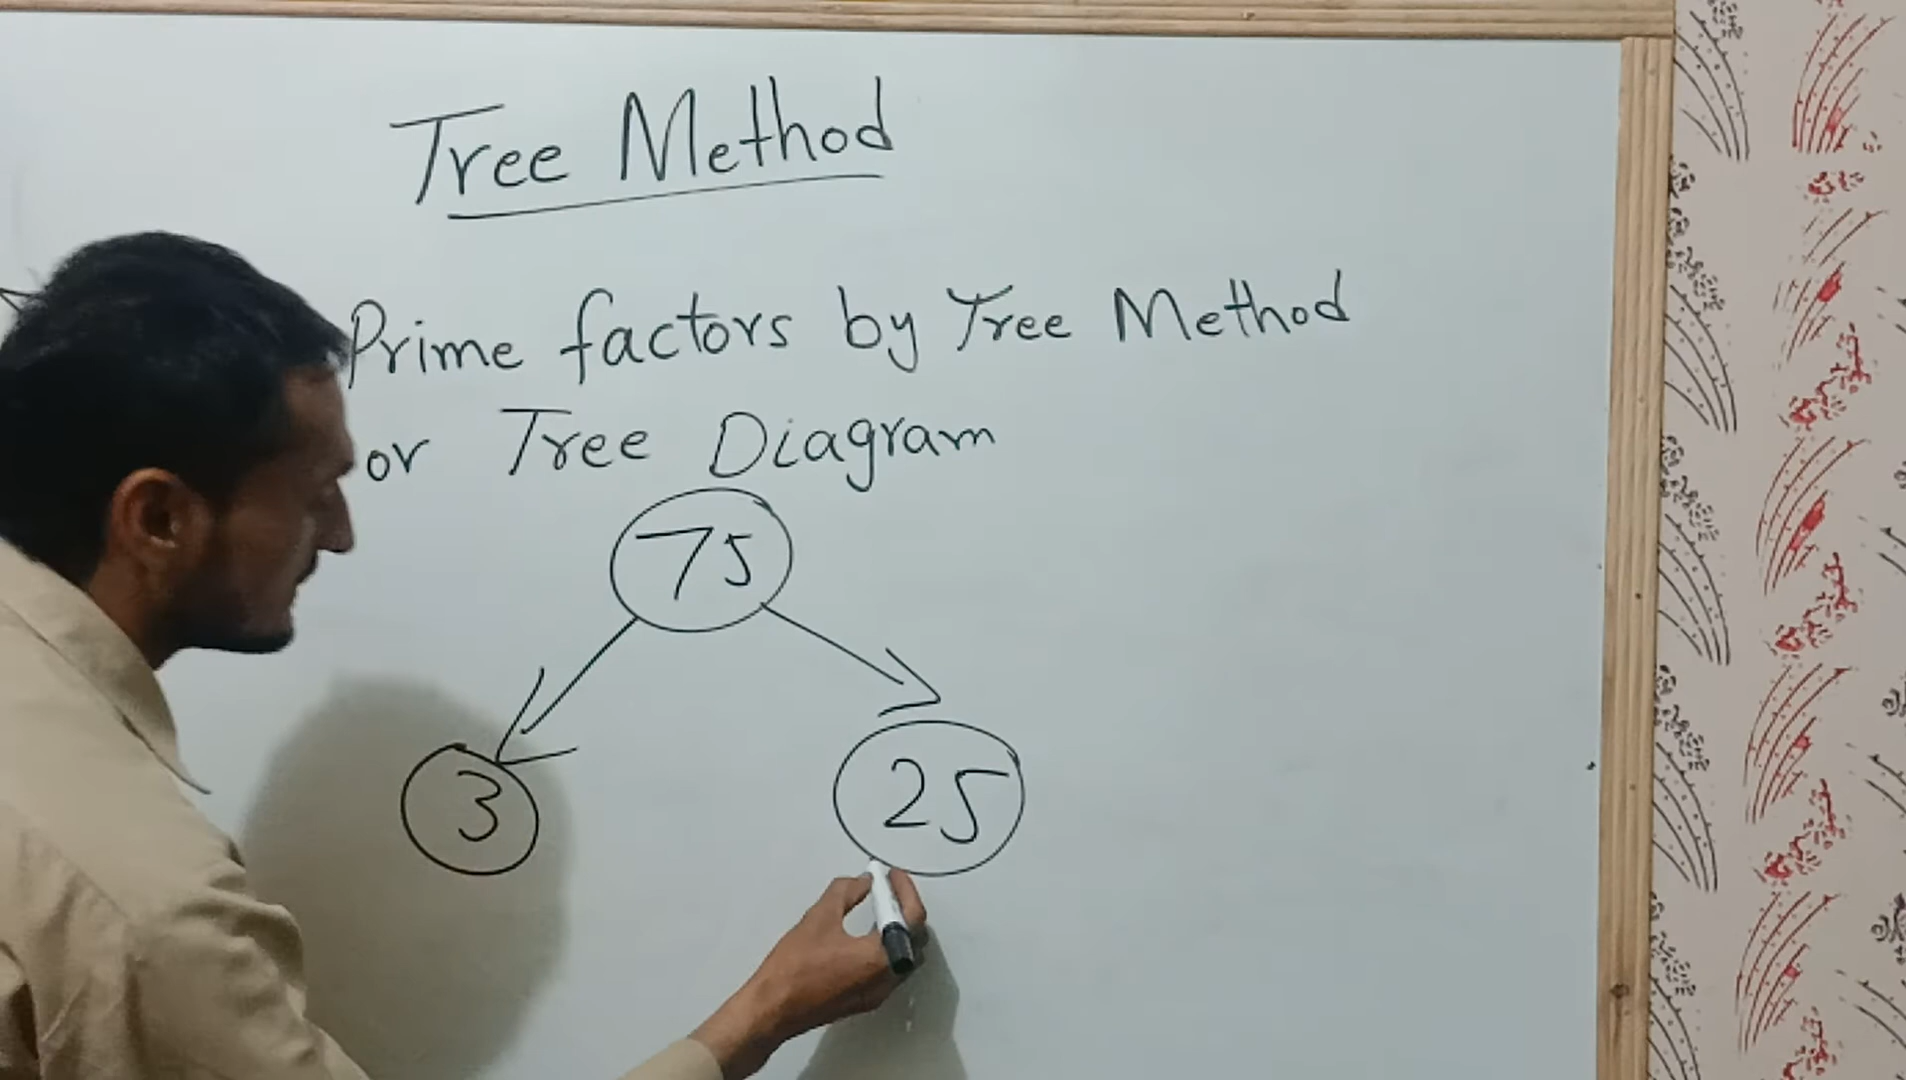 Tree Method
Prime factors by Tree Method
or Tree Diagram
75
3 25